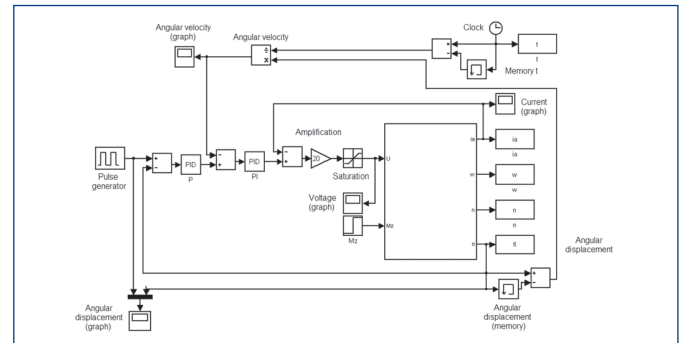 Angular velocity
(graph)
Angular velocity
÷
x
Clock
+
−
t
t
Memory t
Current
(graph)
Amplification
Pulse
generator
+
−
PID
P
−
+
PID
PI
−
+
20
Saturation
Voltage
(graph)
Mz
U
Mz
ia
w
n
fi
ia
ia
w
w
n
n
fi
Angular
displacement
+
−
Angular
displacement
(memory)
Angular
displacement
(graph)